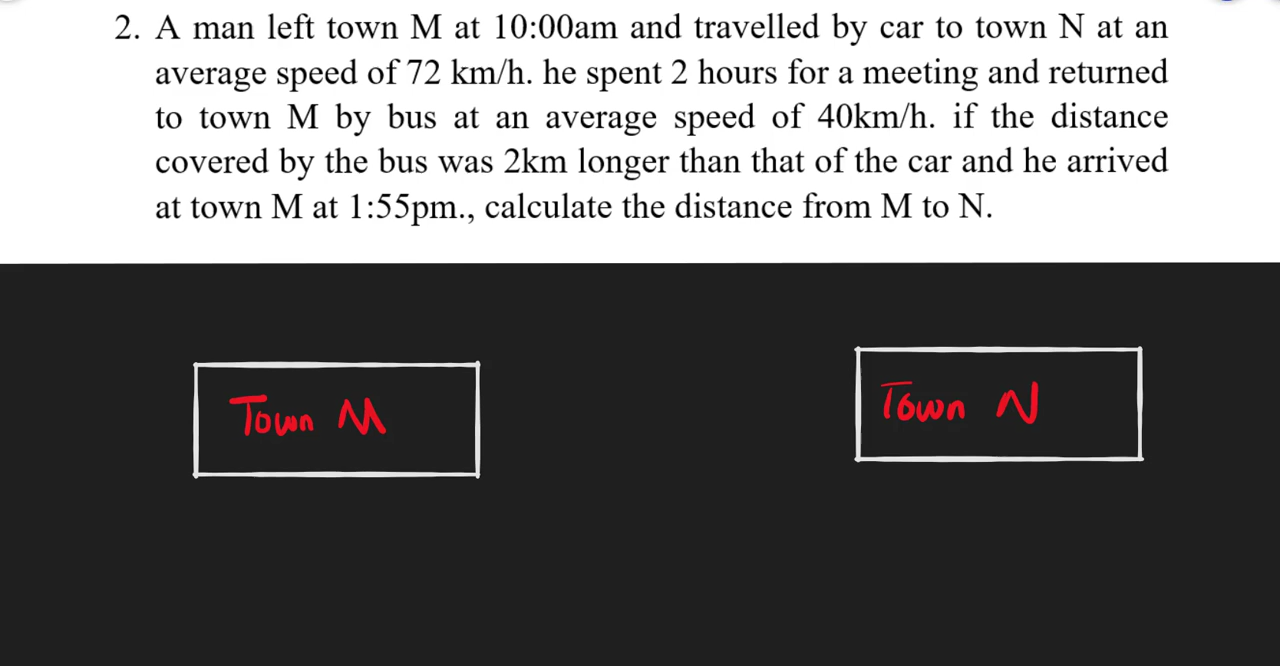 2. A man left town M at 10:00am and travelled by car to town N at an
average speed of 72 km/h. he spent 2 hours for a meeting and returned
to town M by bus at an average speed of 40km/h. if the distance
covered by the bus was 2km longer than that of the car and he arrived
at town M at 1:55pm., calculate the distance from M to N.
Town M
Town N